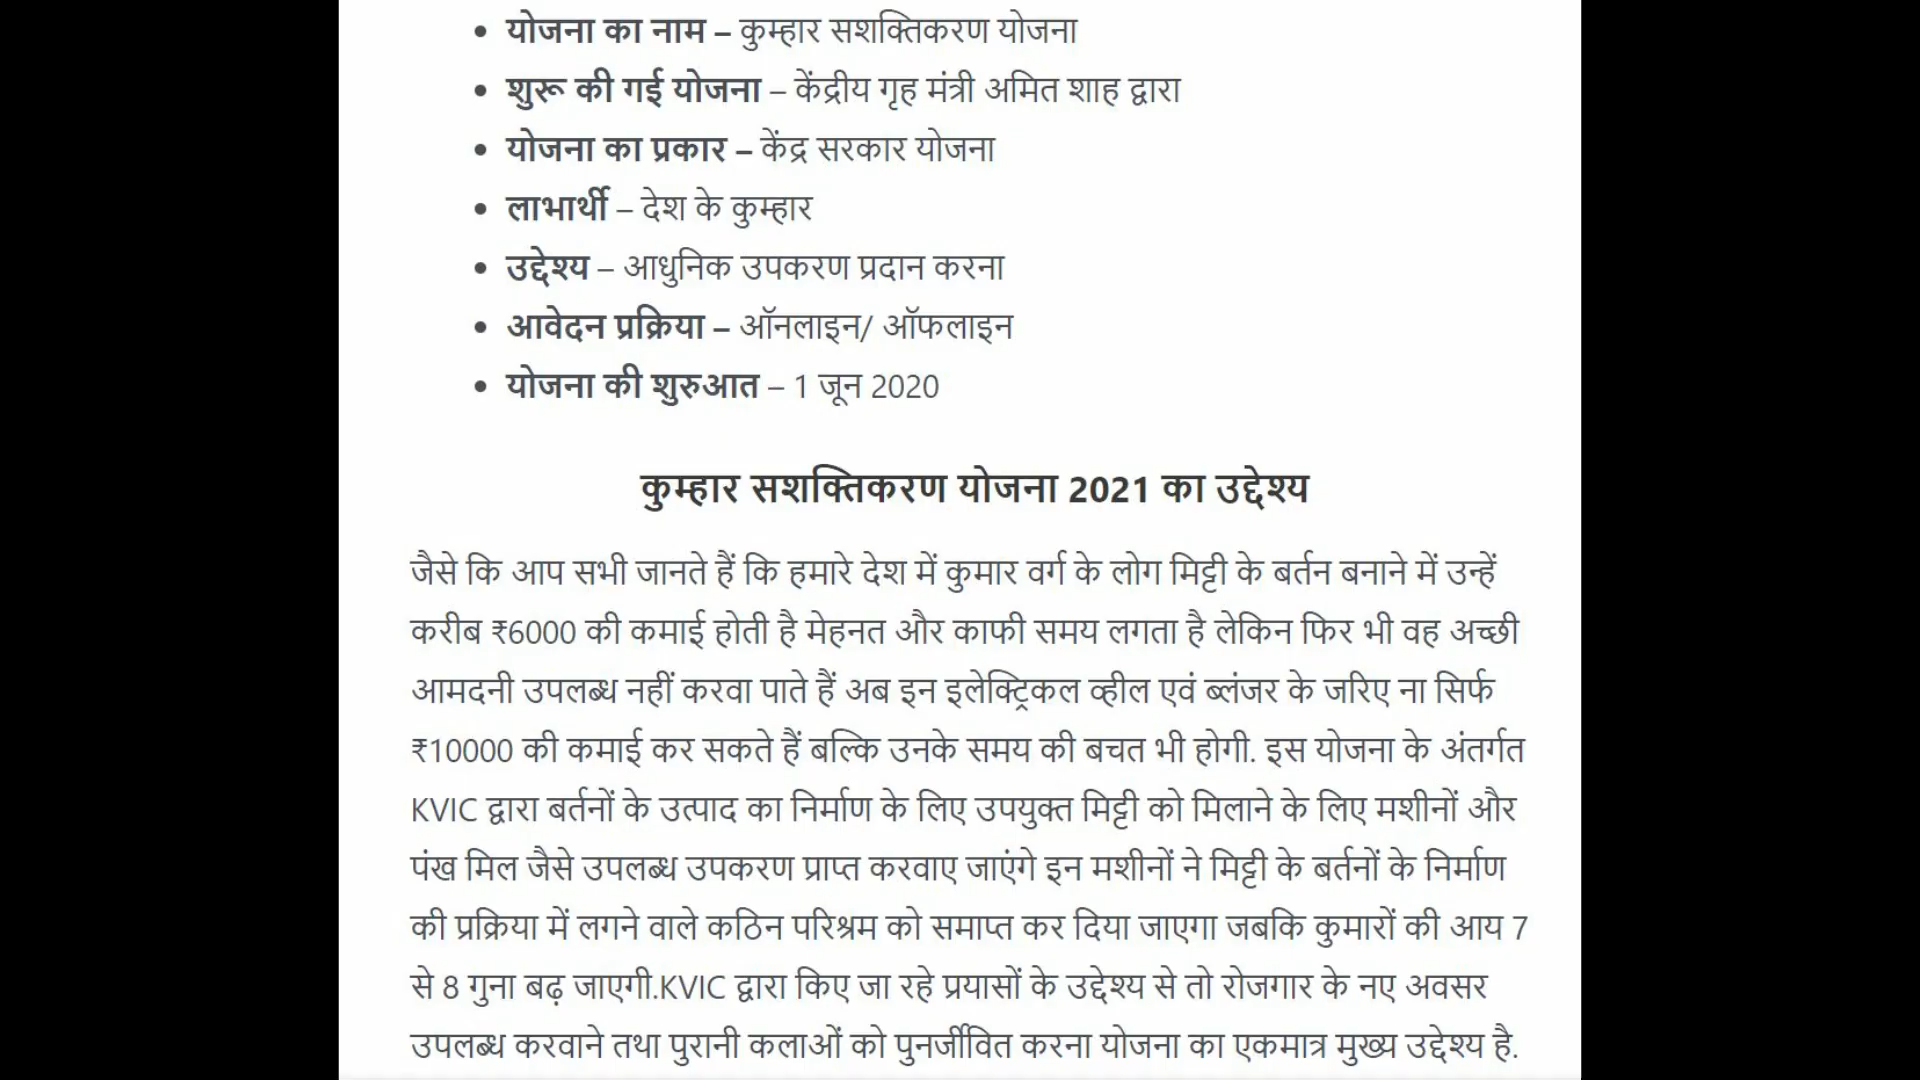 • योजना का नाम – कुम्हार सशक्तिकरण योजना
• शुरू की गई योजना – केंद्रीय गृह मंत्री अमित शाह द्वारा
• योजना का प्रकार – केंद्र सरकार योजना
• लाभार्थी – देश के कुम्हार
• उद्देश्य – आधुनिक उपकरण प्रदान करना
• आवेदन प्रक्रिया – ऑनलाइन/ ऑफलाइन
• योजना की शुरुआत – 1 जून 2020
कुम्हार सशक्तिकरण योजना 2021 का उद्देश्य
जैसे कि आप सभी जानते हैं कि हमारे देश में कुमार वर्ग के लोग मिट्टी के बर्तन बनाने में उन्हें
करीब ₹6000 की कमाई होती है मेहनत और काफी समय लगता है लेकिन फिर भी वह अच्छी
आमदनी उपलब्ध नहीं करवा पाते हैं अब इन इलेक्ट्रिकल व्हील एवं ब्लंजर के जरिए ना सिर्फ
₹10000 की कमाई कर सकते हैं बल्कि उनके समय की बचत भी होगी. इस योजना के अंतर्गत
KVIC द्वारा बर्तनों के उत्पाद का निर्माण के लिए उपयुक्त मिट्टी को मिलाने के लिए मशीनों और
पंख मिल जैसे उपलब्ध उपकरण प्राप्त करवाए जाएंगे इन मशीनों ने मिट्टी के बर्तनों के निर्माण
की प्रक्रिया में लगने वाले कठिन परिश्रम को समाप्त कर दिया जाएगा जबकि कुमारों की आय 7
से 8 गुना बढ़ जाएगी.KVIC द्वारा किए जा रहे प्रयासों के उद्देश्य से तो रोजगार के नए अवसर
उपलब्ध करवाने तथा पुरानी कलाओं को पुनर्जीवित करना योजना का एकमात्र मुख्य उद्देश्य है.